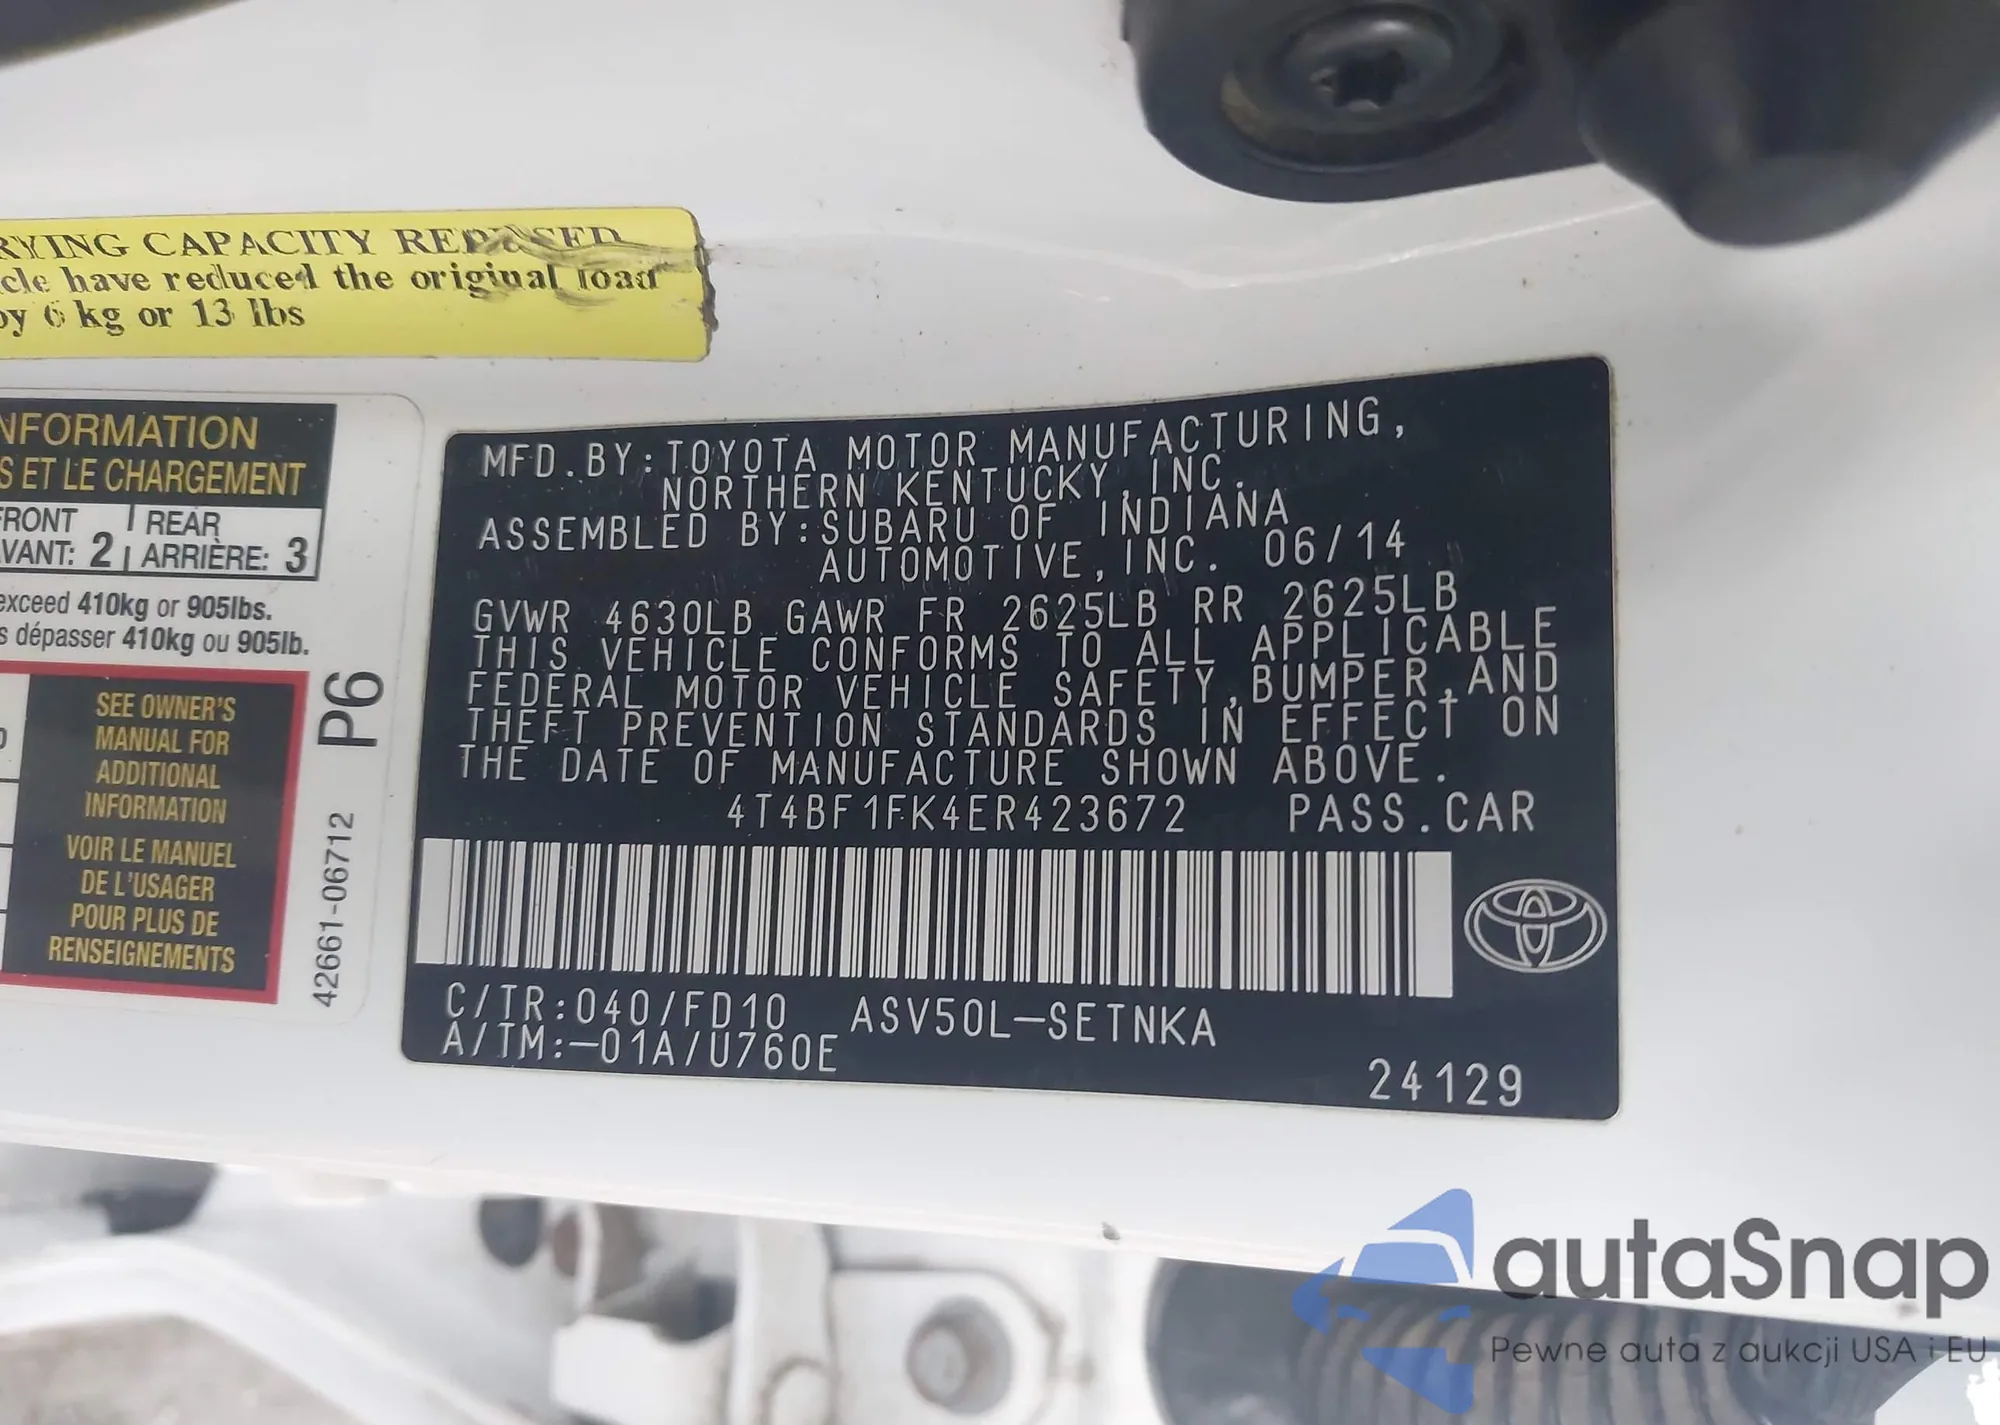 RYING CAPACITY REDUSED
cle have reduced the original load
by 6 kg or 13 lbs
NFORMATION
S ET LE CHARGEMENT
FRONT REAR
VANT: 2 ARRIÈRE: 3
exceed 410kg or 905lbs.
s dépasser 410kg ou 905lb.
SEE OWNER'S
MANUAL FOR
ADDITIONAL
INFORMATION
VOIR LE MANUEL
DE L'USAGER
POUR PLUS DE
RENSEIGNEMENTS
P6
42661-06712
MFD.BY:TOYOTA MOTOR MANUFACTURING,
NORTHERN KENTUCKY,INC.
ASSEMBLED BY:SUBARU OF INDIANA
AUTOMOTIVE,INC. 06/14
GVWR 4630LB GAWR FR 2625LB RR 2625LB
THIS VEHICLE CONFORMS TO ALL APPLICABLE
FEDERAL MOTOR VEHICLE SAFETY,BUMPER,AND
THEFT PREVENTION STANDARDS IN EFFECT ON
THE DATE OF MANUFACTURE SHOWN ABOVE.
4T4BF1FK4ER423672 PASS.CAR
C/TR:040/FD10 ASV50L-SETNKA
A/TM:-01A/U760E
24129
autaSnap
Pewne auta z aukcji USA i EU